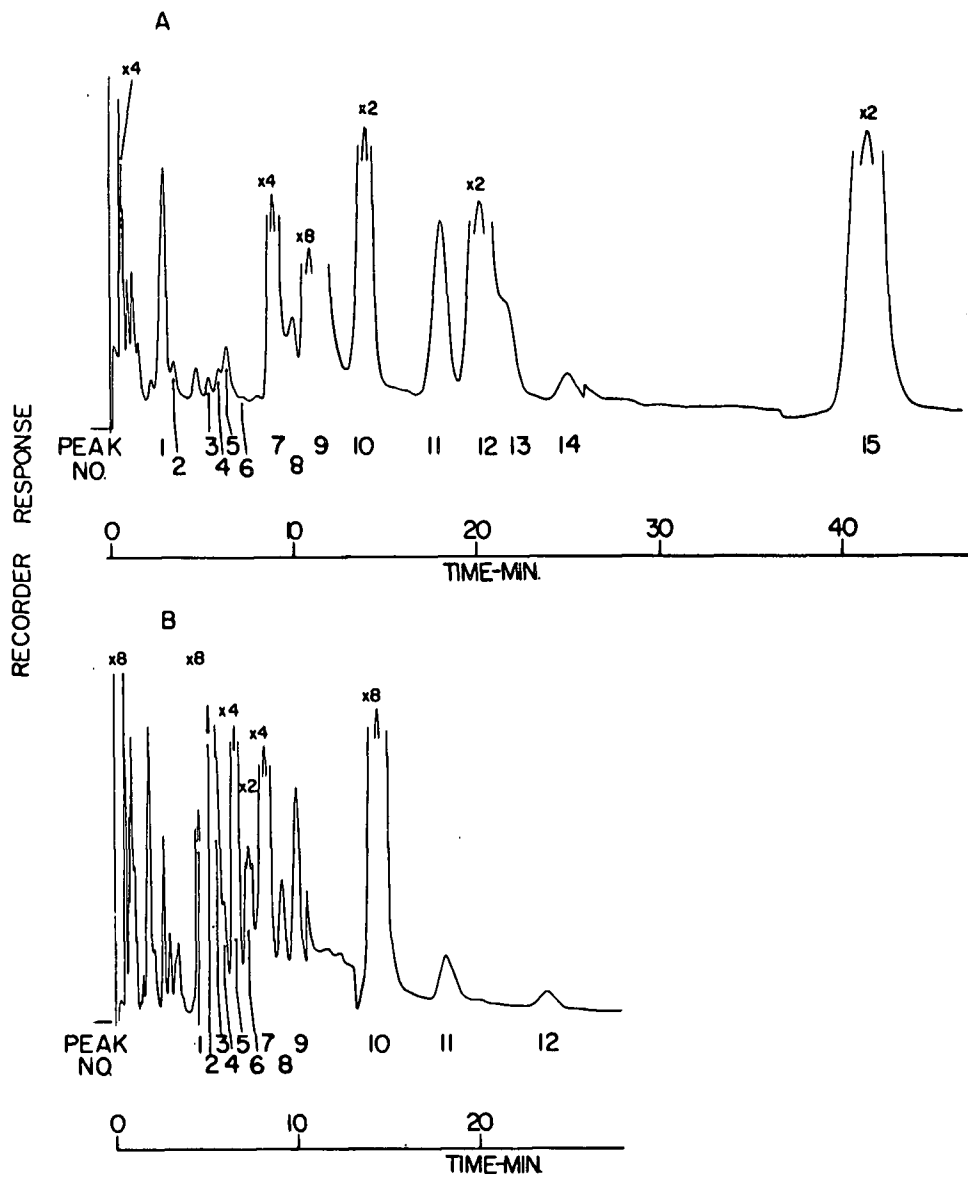 A
x4
x4
x8
x2
x2
x2
RECORDER RESPONSE
PEAK NO.
1 2 3 4 5 6 7 8 9 10 11 12 13 14 15
0 10 20 30 40
TIME-MIN.
B
x8
x8
x4
x4
x2
x8
PEAK NO.
1 2 3 4 5 6 7 8 9 10 11 12
0 10 20
TIME-MIN.